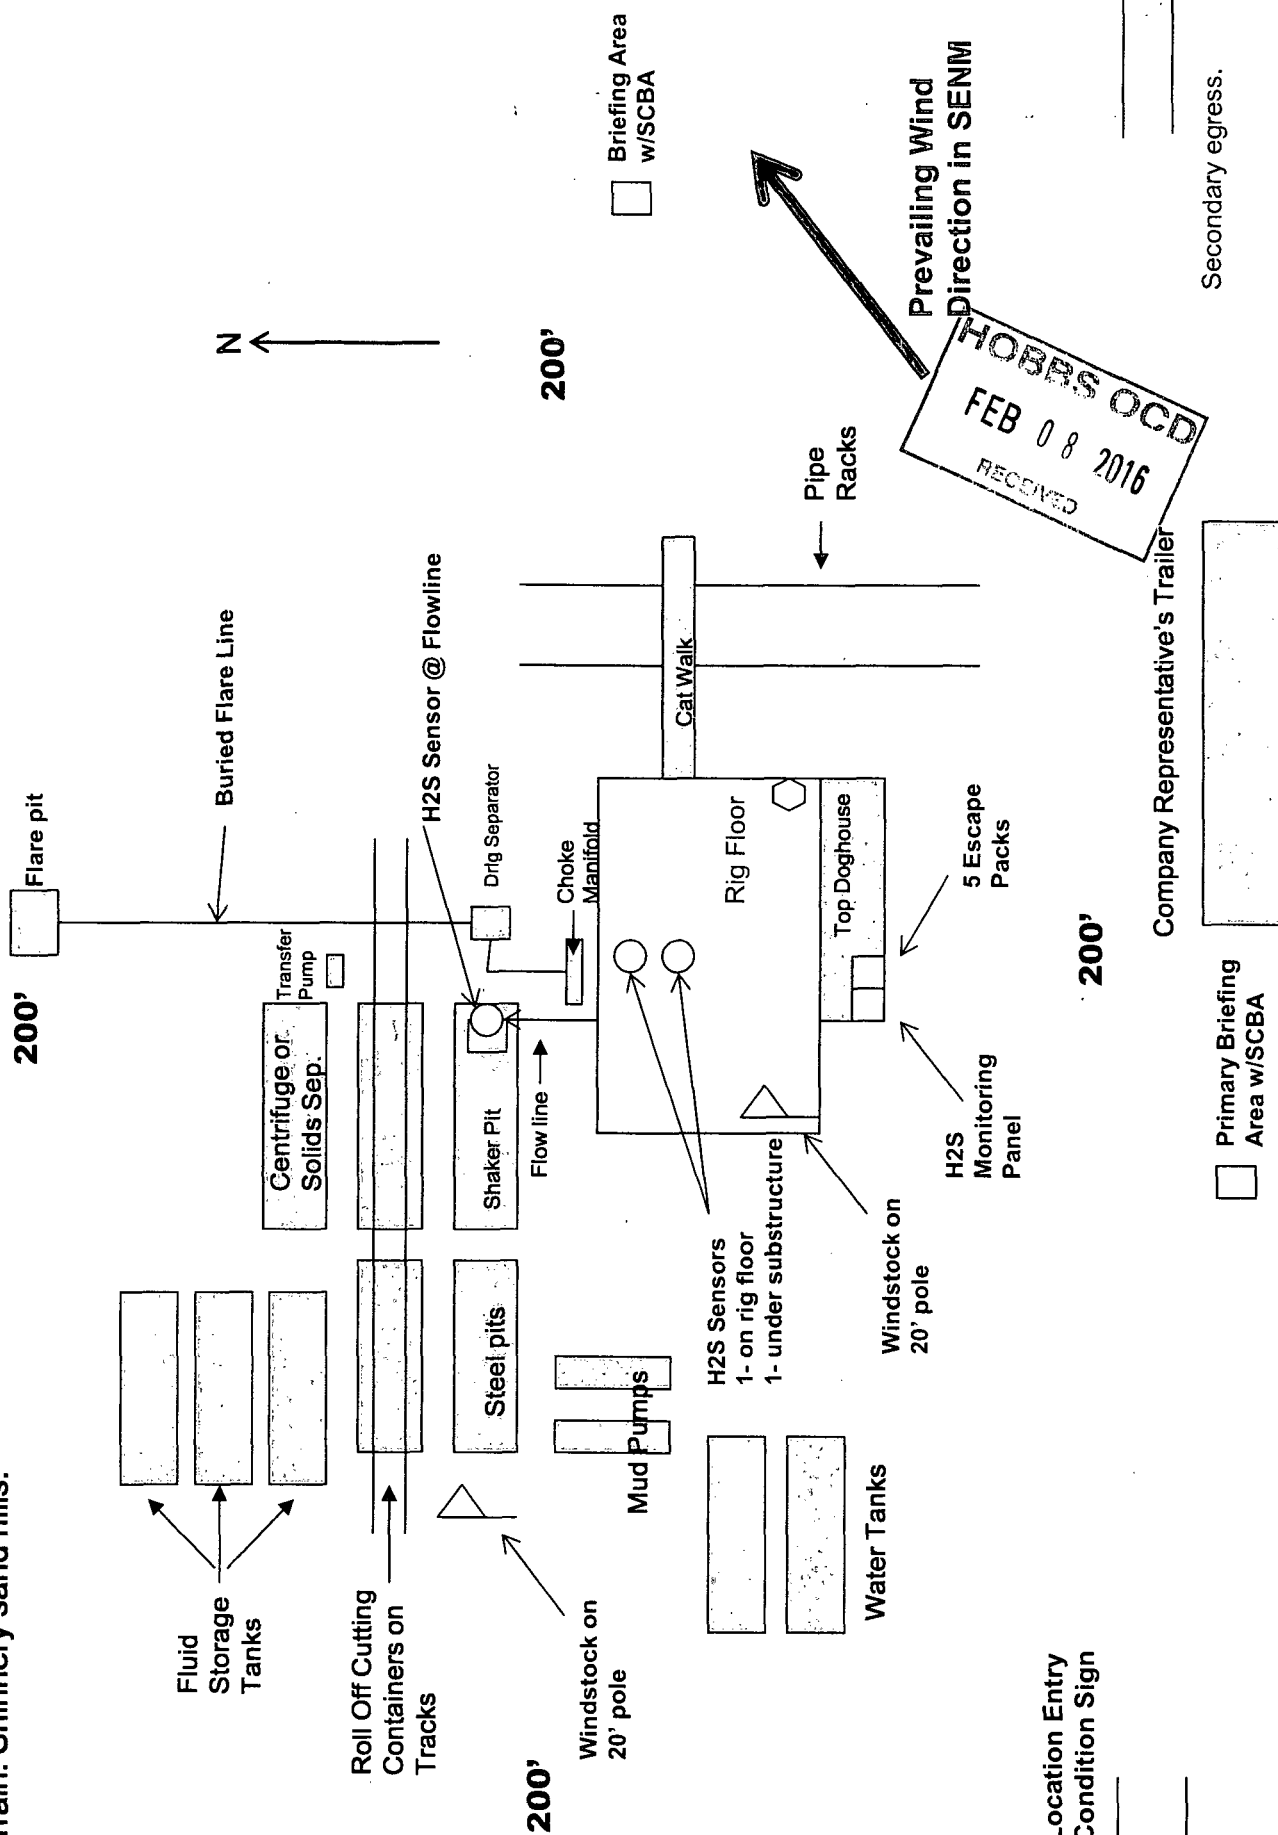 Shinnery sand hills.
200'
Flare pit
Buried Flare Line
N
Briefing Area
w/SCBA
Fluid
Storage
Tanks
Centrifuge or
Solids Sep.
Transfer
Pump
Roll Off Cutting
Containers on
Tracks
H2S Sensor @ Flowline
Steel pits
Shaker Pit
Drlg Separator
200'
Windstock on
20' pole
Flow line
Choke
Manifold
200'
Mud Pumps
Cat Walk
Pipe
Racks
Prevailing Wind
Direction in SENM
H2S Sensors
1- on rig floor
1- under substructure
Rig Floor
Water Tanks
Windstock on
20' pole
Top Doghouse
H2S
Monitoring
Panel
5 Escape
Packs
HOBBS OCD
FEB 08 2016
RECEIVED
Location Entry
Condition Sign
200'
Company Representative's Trailer
Primary Briefing
Area w/SCBA
Secondary egress.